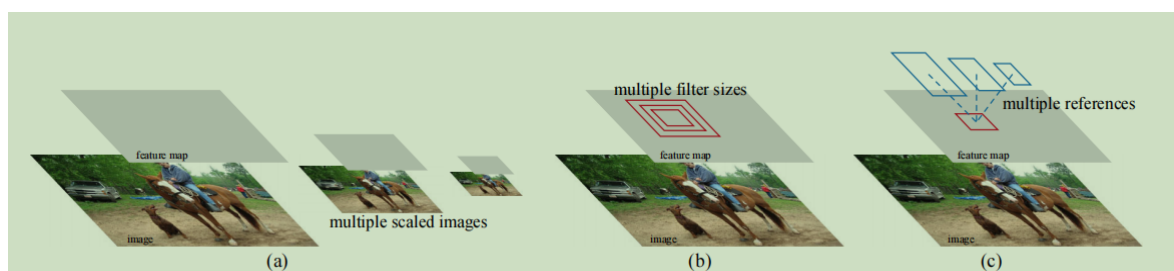 feature map
image
multiple scaled images
(a)
multiple filter sizes
feature map
image
(b)
multiple references
feature map
image
(c)